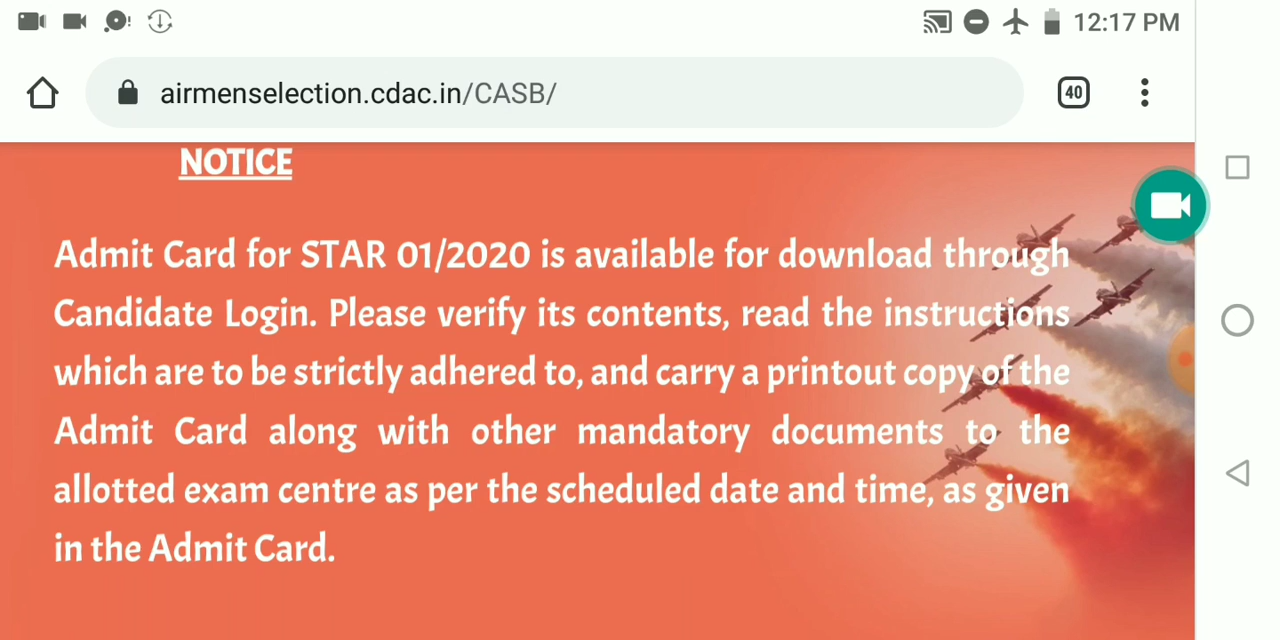 12:17 PM
airmenselection.cdac.in/CASB/
40
NOTICE
Admit Card for STAR 01/2020 is available for download through
Candidate Login. Please verify its contents, read the instructions
which are to be strictly adhered to, and carry a printout copy of the
Admit Card along with other mandatory documents to the
allotted exam centre as per the scheduled date and time, as given
in the Admit Card.